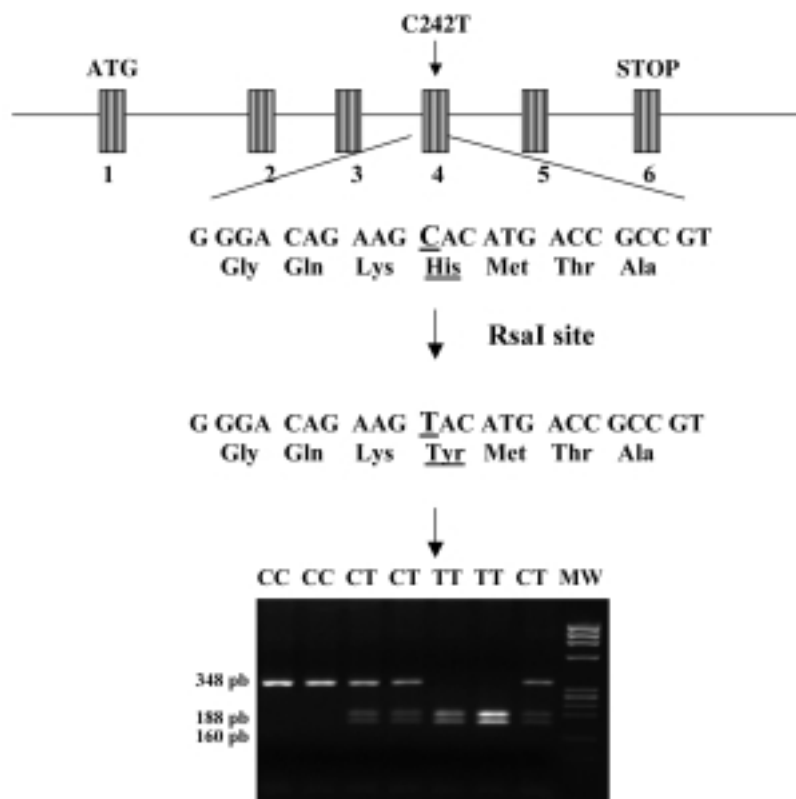 C242T
ATG STOP
1 2 3 4 5 6
G GGA CAG AAG CAC ATG ACC GCC GT
Gly Gln Lys His Met Thr Ala
RsaI site
G GGA CAG AAG TAC ATG ACC GCC GT
Gly Gln Lys Tyr Met Thr Ala
CC CC CT CT TT TT CT MW
348 pb
188 pb
160 pb